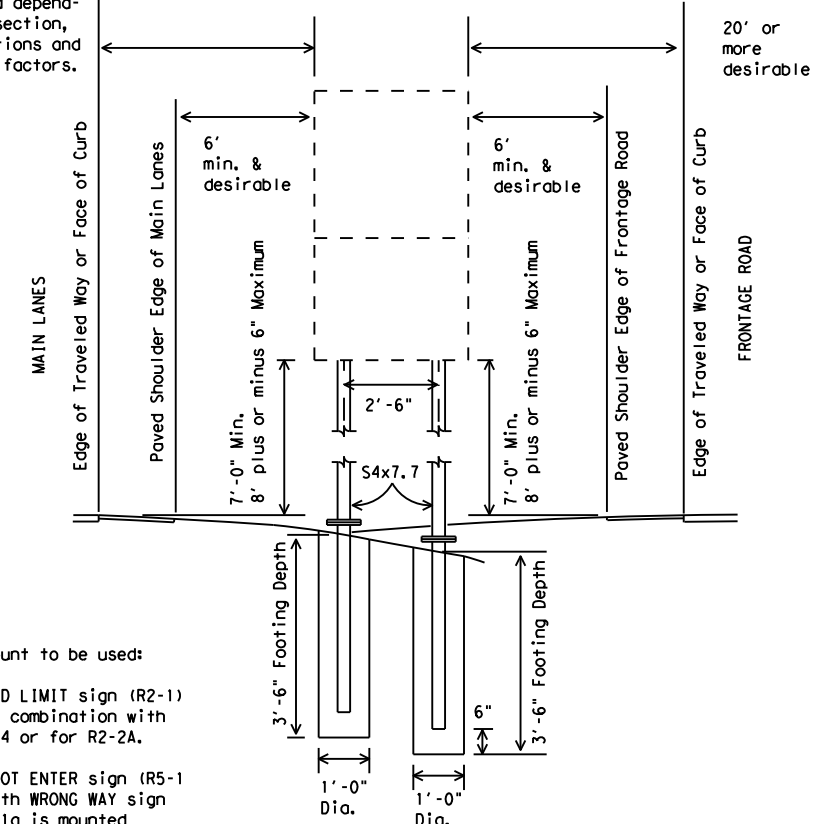 depend-
section,
tions and
factors.
20' or
more
desirable
6'
min. &
desirable
6'
min. &
desirable
MAIN LANES
Edge of Traveled Way or Face of Curb
Paved Shoulder Edge of Main Lanes
7'-0" Min.
8' plus or minus 6" Maximum
2'-6"
S4x7.7
7'-0" Min.
8' plus or minus 6" Maximum
Paved Shoulder Edge of Frontage Road
Edge of Traveled Way or Face of Curb
FRONTAGE ROAD
3'-6" Footing Depth
3'-6" Footing Depth
6"
1'-0"
Dia.
1'-0"
Dia.
unt to be used:
D LIMIT sign (R2-1)
combination with
4 or for R2-2A.
OT ENTER sign (R5-1
th WRONG WAY sign
1a is mounted